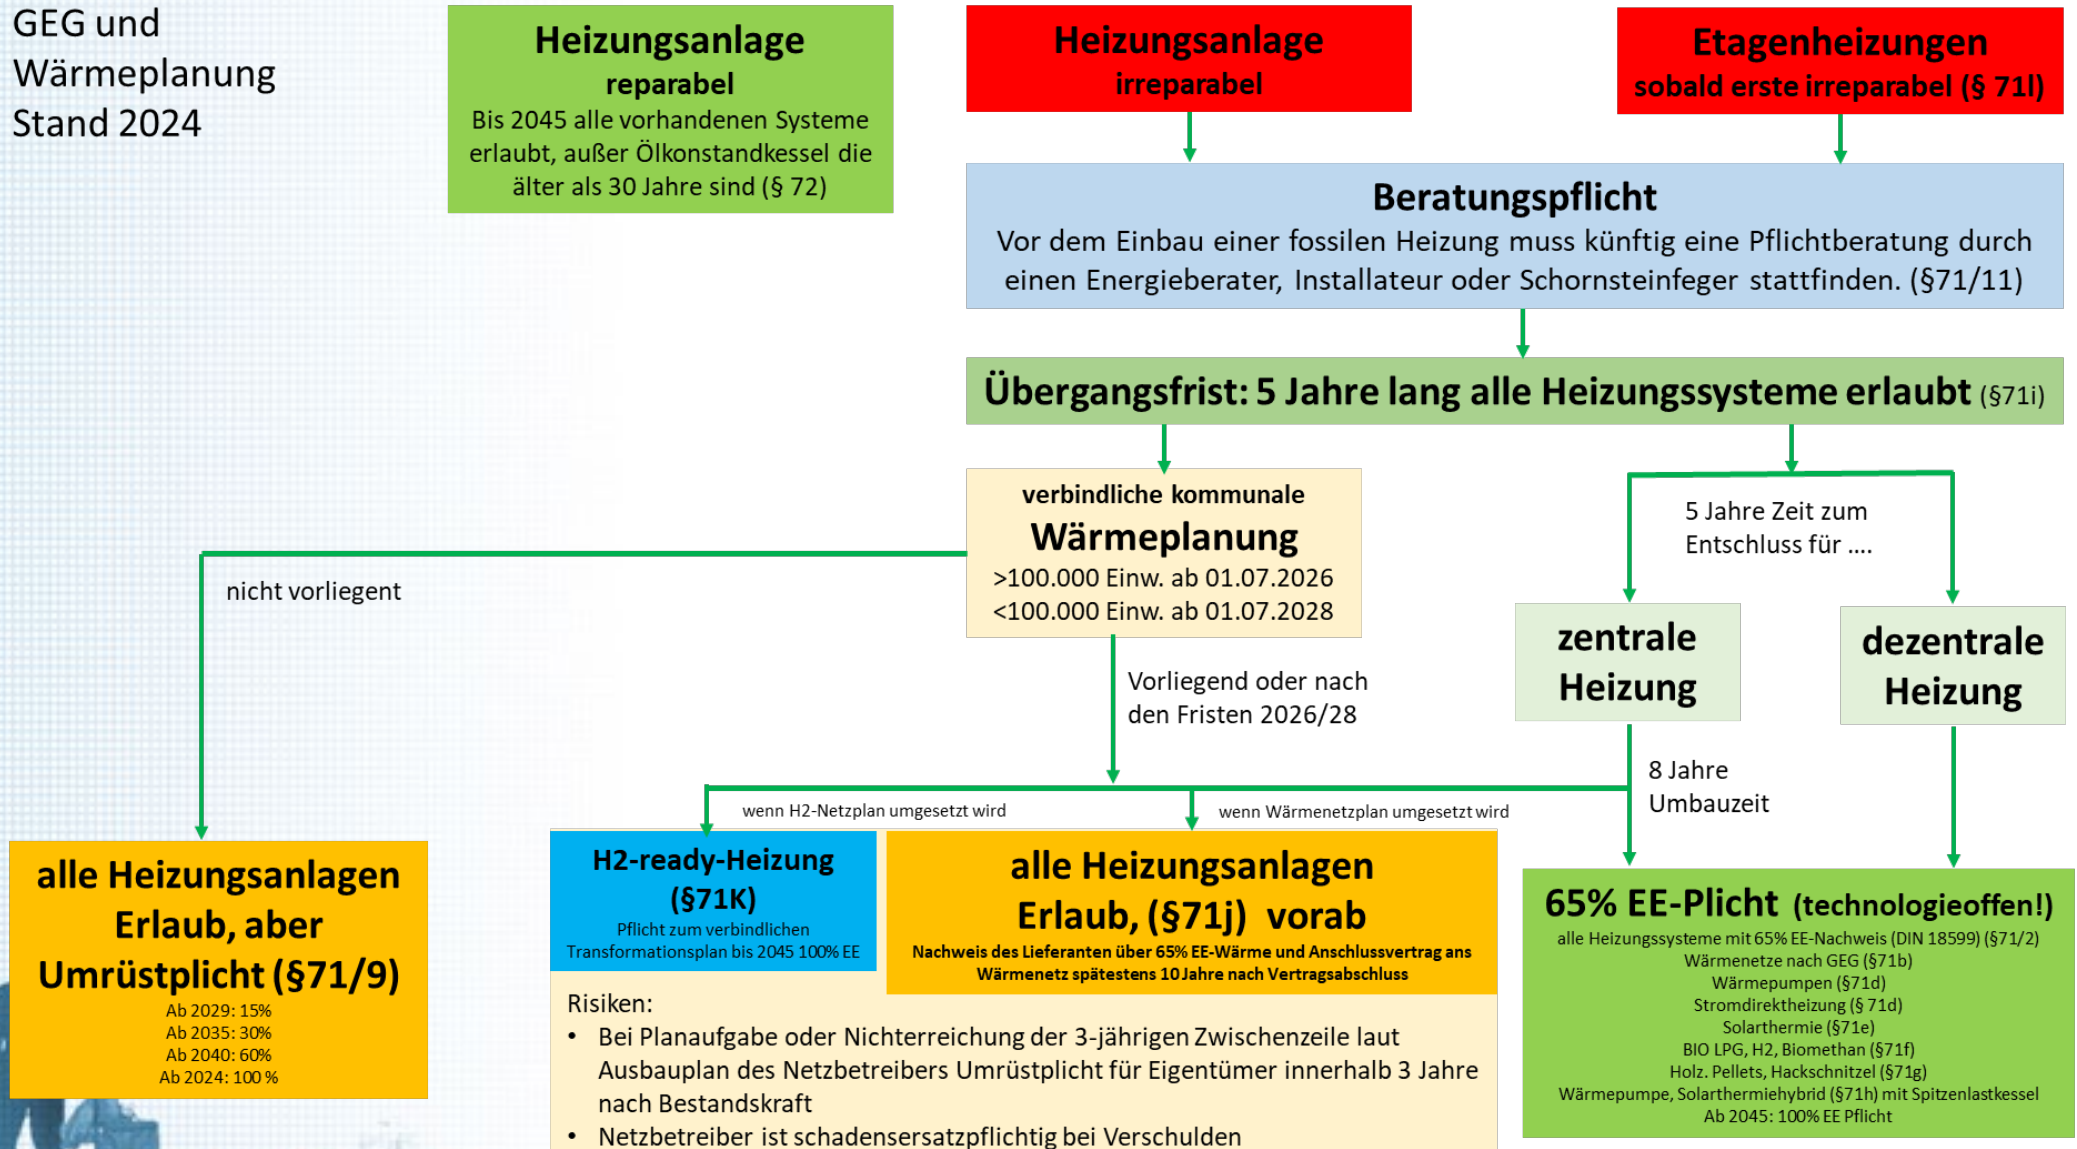 GEG und
Wärmeplanung
Stand 2024
Heizungsanlage
reparabel
Bis 2045 alle vorhandenen Systeme
erlaubt, außer Ölkonstandkessel die
älter als 30 Jahre sind (§ 72)
Heizungsanlage
irreparabel
Etagenheizungen
sobald erste irreparabel (§ 71l)
Beratungspflicht
Vor dem Einbau einer fossilen Heizung muss künftig eine Pflichtberatung durch
einen Energieberater, Installateur oder Schornsteinfeger stattfinden. (§71/11)
Übergangsfrist: 5 Jahre lang alle Heizungssysteme erlaubt (§71i)
verbindliche kommunale
Wärmeplanung
>100.000 Einw. ab 01.07.2026
<100.000 Einw. ab 01.07.2028
5 Jahre Zeit zum
Entschluss für ....
nicht vorliegent
zentrale
Heizung
dezentrale
Heizung
Vorliegend oder nach
den Fristen 2026/28
8 Jahre
Umbauzeit
wenn H2-Netzplan umgesetzt wird
wenn Wärmenetzplan umgesetzt wird
alle Heizungsanlagen
Erlaub, aber
Umrüstplicht (§71/9)
Ab 2029: 15%
Ab 2035: 30%
Ab 2040: 60%
Ab 2024: 100 %
H2-ready-Heizung
(§71K)
Pflicht zum verbindlichen
Transformationsplan bis 2045 100% EE
alle Heizungsanlagen
Erlaub, (§71j) vorab
Nachweis des Lieferanten über 65% EE-Wärme und Anschlussvertrag ans
Wärmenetz spätestens 10 Jahre nach Vertragsabschluss
Risiken:
• Bei Planaufgabe oder Nichterreichung der 3-jährigen Zwischenzeile laut
Ausbauplan des Netzbetreibers Umrüstplicht für Eigentümer innerhalb 3 Jahre
nach Bestandskraft
• Netzbetreiber ist schadensersatzpflichtig bei Verschulden
65% EE-Plicht (technologieoffen!)
alle Heizungssysteme mit 65% EE-Nachweis (DIN 18599) (§71/2)
Wärmenetze nach GEG (§71b)
Wärmepumpen (§71d)
Stromdirektheizung (§ 71d)
Solarthermie (§71e)
BIO LPG, H2, Biomethan (§71f)
Holz. Pellets, Hackschnitzel (§71g)
Wärmepumpe, Solarthermiehybrid (§71h) mit Spitzenlastkessel
Ab 2045: 100% EE Pflicht